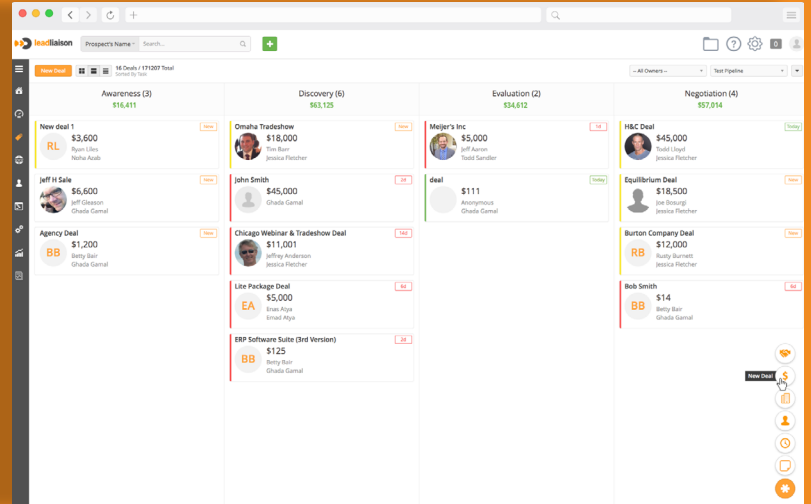 leadliaison
Prospect's Name
Search...
0
New Deal
16 Deals / 171207 Total
Sorted By Task
-- All Owners --
Test Pipeline
Awareness (3)
$16,411
New deal 1
New
RL
$3,600
Ryan Liles
Noha Azab
Jeff H Sale
New
$6,600
Jeff Gleason
Ghada Gamal
Agency Deal
New
BB
$1,200
Betty Bair
Ghada Gamal
Discovery (6)
$63,125
Omaha Tradeshow
New
$18,000
Tim Barr
Jessica Fletcher
John Smith
2d
$45,000
Ghada Gamal
Chicago Webinar & Tradeshow Deal
14d
$11,001
Jeffrey Anderson
Jessica Fletcher
Lite Package Deal
6d
EA
$5,000
Enas Atya
Emad Atya
ERP Software Suite (3rd Version)
2d
BB
$125
Betty Bair
Ghada Gamal
Evaluation (2)
$34,612
Meijer's Inc
1d
$5,000
Jeff Aaron
Todd Sandler
deal
Today
$111
Anonymous
Ghada Gamal
Negotiation (4)
$57,014
H&C Deal
Today
$45,000
Todd Lloyd
Jessica Fletcher
Equilibrium Deal
New
$18,500
Joe Bosurgi
Jessica Fletcher
Burton Company Deal
New
RB
$12,000
Rusty Burnett
Jessica Fletcher
Bob Smith
6d
BB
$14
Betty Bair
Ghada Gamal
New Deal
$